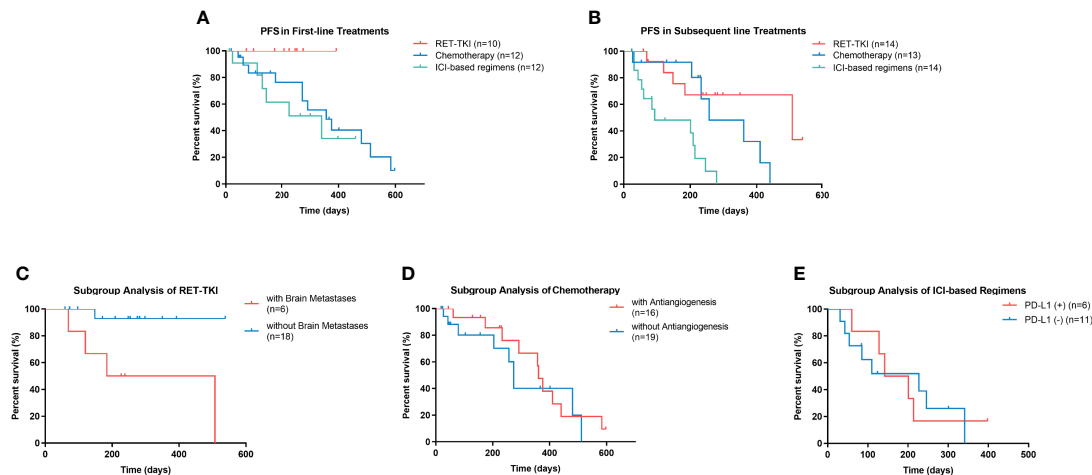 A
PFS in First-line Treatments
RET-TKI (n=10)
Chemotherapy (n=12)
ICI-based regimens (n=12)
Percent survival (%)
100
80
60
40
20
0
0 200 400 600
Time (days)
B
PFS in Subsequent line Treatments
RET-TKI (n=14)
Chemotherapy (n=13)
ICI-based regimens (n=14)
Percent survival (%)
100
80
60
40
20
0
0 200 400 600
Time (days)
C
Subgroup Analysis of RET-TKI
with Brain Metastases
(n=6)
without Brain Metastases
(n=18)
Percent survival (%)
100
80
60
40
20
0
0 200 400 600
Time (days)
D
Subgroup Analysis of Chemotherapy
with Antiangiogenesis
(n=16)
without Antiangiogenesis
(n=19)
Percent survival (%)
100
80
60
40
20
0
0 200 400 600
Time (days)
E
Subgroup Analysis of ICI-based Regimens
PD-L1 (+) (n=6)
PD-L1 (-) (n=11)
Percent survival (%)
100
80
60
40
20
0
0 100 200 300 400 500
Time (days)